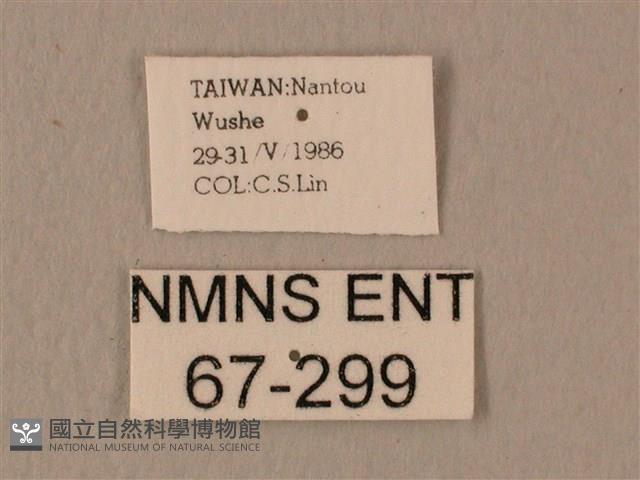 TAIWAN:Nantou
Wushe
29-31/V/1986
COL:C.S.Lin
NMNS ENT
67-299
國立自然科學博物館
NATIONAL MUSEUM OF NATURAL SCIENCE